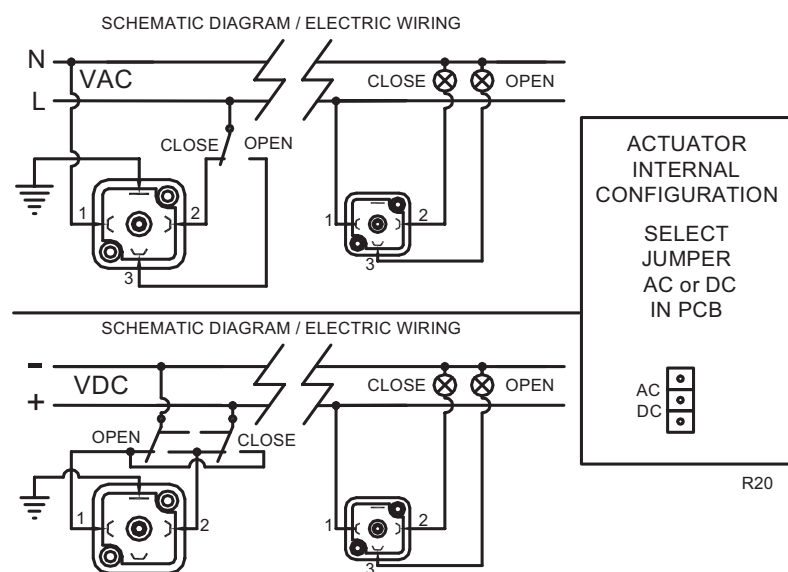 SCHEMATIC DIAGRAM / ELECTRIC WIRING
N
VAC
L
CLOSE OPEN
1 2
3
CLOSE OPEN
1 2
3
SCHEMATIC DIAGRAM / ELECTRIC WIRING
-
VDC
+
OPEN CLOSE
1 2
CLOSE OPEN
1 2
3
ACTUATOR
INTERNAL
CONFIGURATION
SELECT
JUMPER
AC or DC
IN PCB
AC
DC
R20